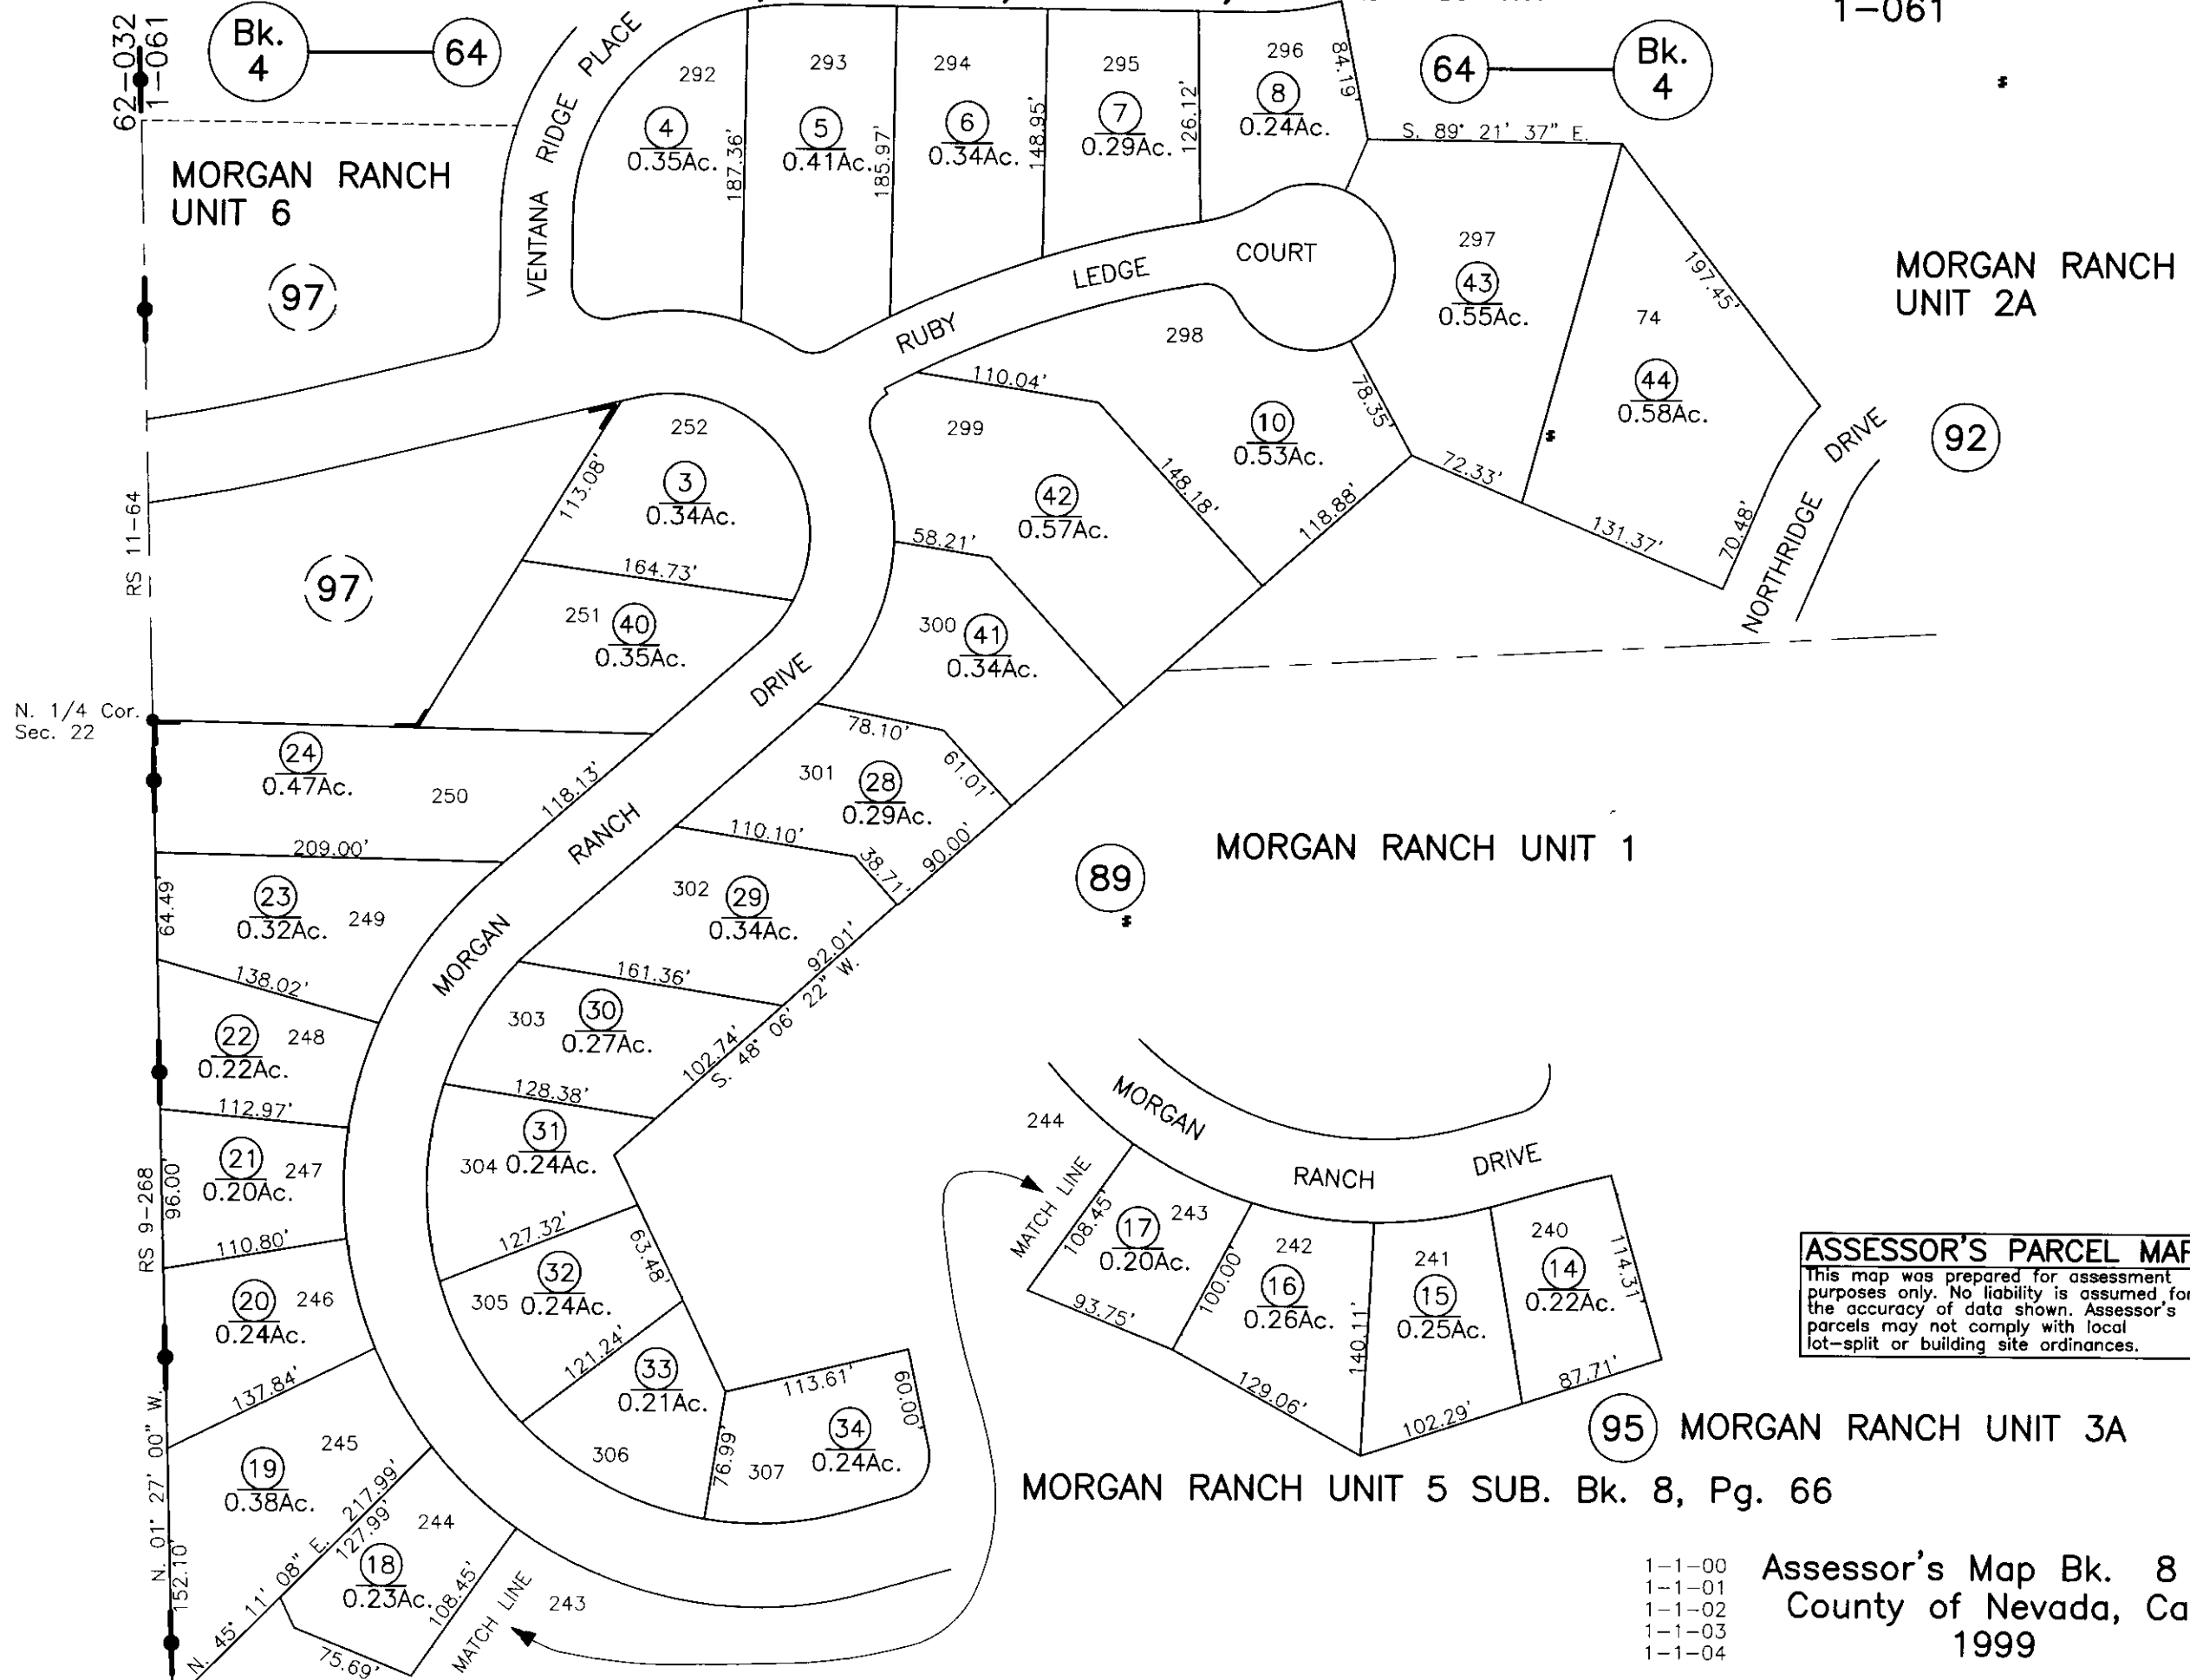 62-032
1-061
Bk.
4
64
1-061
64
Bk.
4
VENTANA RIDGE PLACE
292
4
0.35Ac.
187.36'
293
5
0.41Ac.
185.97'
294
6
0.34Ac.
148.95'
295
7
0.29Ac.
126.12'
296
8
0.24Ac.
84.19'
S. 89° 21' 37" E.
MORGAN RANCH
UNIT 6
97
RUBY LEDGE COURT
297
43
0.55Ac.
74
44
0.58Ac.
197.45'
MORGAN RANCH
UNIT 2A
298
10
0.53Ac.
110.04'
78.35'
148.18'
118.88'
72.33'
131.37'
70.48'
NORTHRIDGE DRIVE
92
252
3
0.34Ac.
113.08'
164.73'
299
42
0.57Ac.
58.21'
RS 11-64
97
251
40
0.35Ac.
300
41
0.34Ac.
MORGAN RANCH DRIVE
N. 1/4 Cor.
Sec. 22
24
0.47Ac.
250
118.13'
209.00'
78.10'
61.01'
301
28
0.29Ac.
110.10'
38.71'
90.00'
MORGAN RANCH UNIT 1
89
64.49'
23
0.32Ac.
249
138.02'
302
29
0.34Ac.
92.01'
161.36'
S. 48° 06' 22" W.
22
0.22Ac.
248
112.97'
303
30
0.27Ac.
102.74'
128.38'
RS 9-268
96.00'
21
0.20Ac.
247
110.80'
31
304
0.24Ac.
127.32'
63.48'
20
246
0.24Ac.
137.84'
32
305
0.24Ac.
121.24'
33
0.21Ac.
306
76.99'
113.61'
60.00'
34
0.24Ac.
307
N. 01° 27' 00" W.
152.10'
19
0.38Ac.
245
N. 45° 11' 08" E.
217.99'
127.99'
244
18
0.23Ac.
108.45'
75.69'
MATCH LINE
243
244
MATCH LINE
108.45'
MORGAN RANCH DRIVE
17
243
0.20Ac.
93.75'
100.00'
242
16
0.26Ac.
129.06'
140.11'
241
15
0.25Ac.
102.29'
240
14
0.22Ac.
114.31'
87.71'
ASSESSOR'S PARCEL MAP
This map was prepared for assessment
purposes only. No liability is assumed for
the accuracy of data shown. Assessor's
parcels may not comply with local
lot-split or building site ordinances.
95
MORGAN RANCH UNIT 3A
MORGAN RANCH UNIT 5 SUB. Bk. 8, Pg. 66
1-1-00
1-1-01
1-1-02
1-1-03
1-1-04
Assessor's Map Bk. 8
County of Nevada, Ca
1999